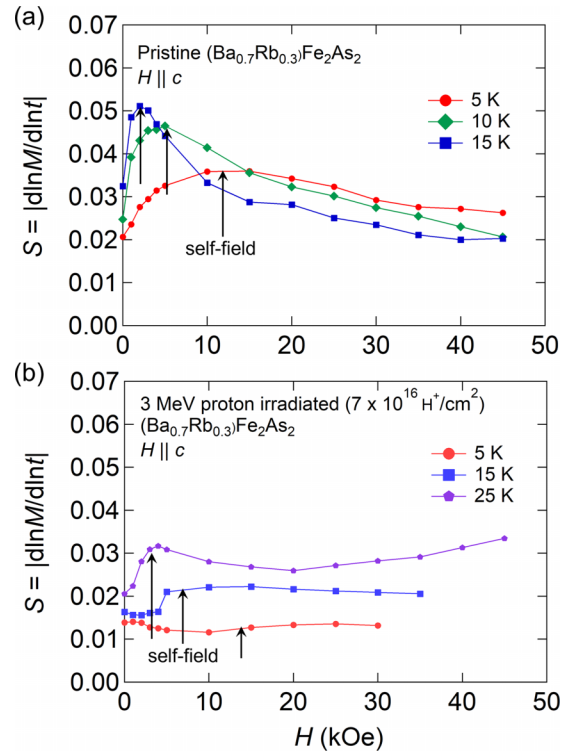 (a)
0.07
0.06
0.05
0.04
0.03
0.02
0.01
0.00
S = |dlnM/dlnt|
Pristine (Ba₀.₇Rb₀.₃)Fe₂As₂
H || c
5 K
10 K
15 K
self-field
0 10 20 30 40 50
(b)
0.07
0.06
0.05
0.04
0.03
0.02
0.01
0.00
S = |dlnM/dlnt|
3 MeV proton irradiated (7 x 10¹⁶ H⁺/cm²)
(Ba₀.₇Rb₀.₃)Fe₂As₂
H || c
5 K
15 K
25 K
self-field
0 10 20 30 40 50
H (kOe)